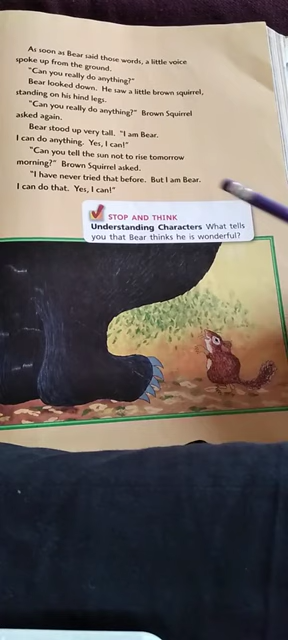 As soon as Bear said those words, a little voice
spoke up from the ground.
"Can you really do anything?"
Bear looked down. He saw a little brown squirrel,
standing on his hind legs.
"Can you really do anything?" Brown Squirrel
asked again.
Bear stood up very tall. "I am Bear.
I can do anything. Yes, I can!"
"Can you tell the sun not to rise tomorrow
morning?" Brown Squirrel asked.
"I have never tried that before. But I am Bear.
I can do that. Yes, I can!"
STOP AND THINK
Understanding Characters What tells
you that Bear thinks he is wonderful?